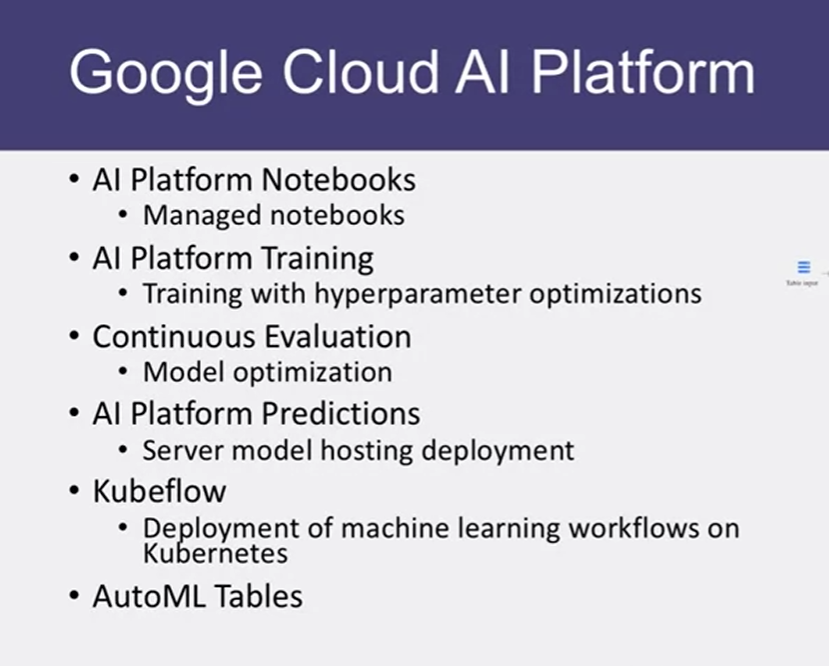 Google Cloud AI Platform
• AI Platform Notebooks
• Managed notebooks
• AI Platform Training
• Training with hyperparameter optimizations
• Continuous Evaluation
• Model optimization
• AI Platform Predictions
• Server model hosting deployment
• Kubeflow
• Deployment of machine learning workflows on
Kubernetes
• AutoML Tables